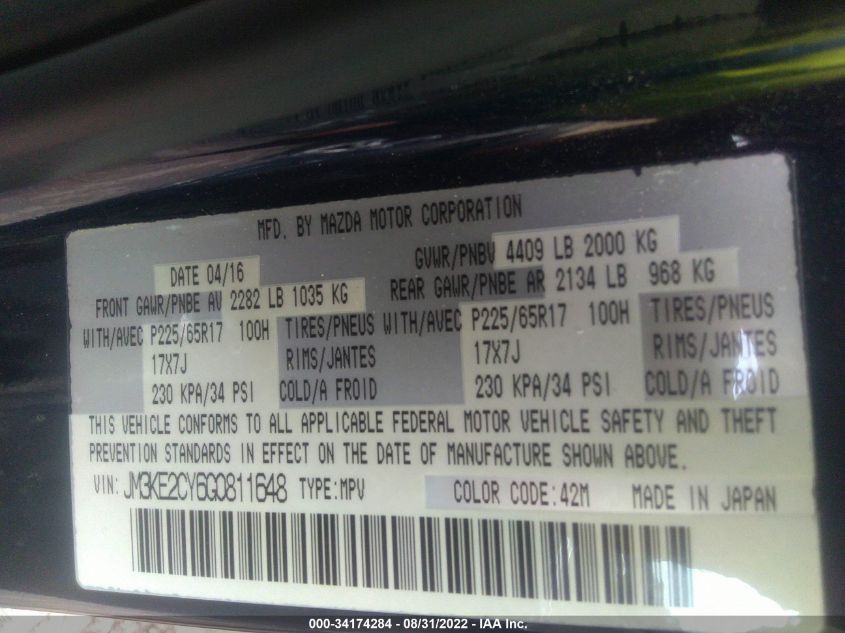 MFD. BY MAZDA MOTOR CORPORATION
DATE 04/16
GVWR/PNBV 4409 LB 2000 KG
FRONT GAWR/PNBE AV 2282 LB 1035 KG
REAR GAWR/PNBE AR 2134 LB 968 KG
WITH/AVEC P225/65R17 100H TIRES/PNEUS
WITH/AVEC P225/65R17 100H TIRES/PNEUS
17X7J RIMS/JANTES
17X7J RIMS/JANTES
230 KPA/34 PSI COLD/A FROID
230 KPA/34 PSI COLD/A FROID
THIS VEHICLE CONFORMS TO ALL APPLICABLE FEDERAL MOTOR VEHICLE SAFETY AND THEFT
PREVENTION STANDARDS IN EFFECT ON THE DATE OF MANUFACTURE SHOWN ABOVE.
VIN: JM3KE2CY6G0811648 TYPE:MPV COLOR CODE:42M MADE IN JAPAN
000-34174284 - 08/31/2022 - IAA Inc.